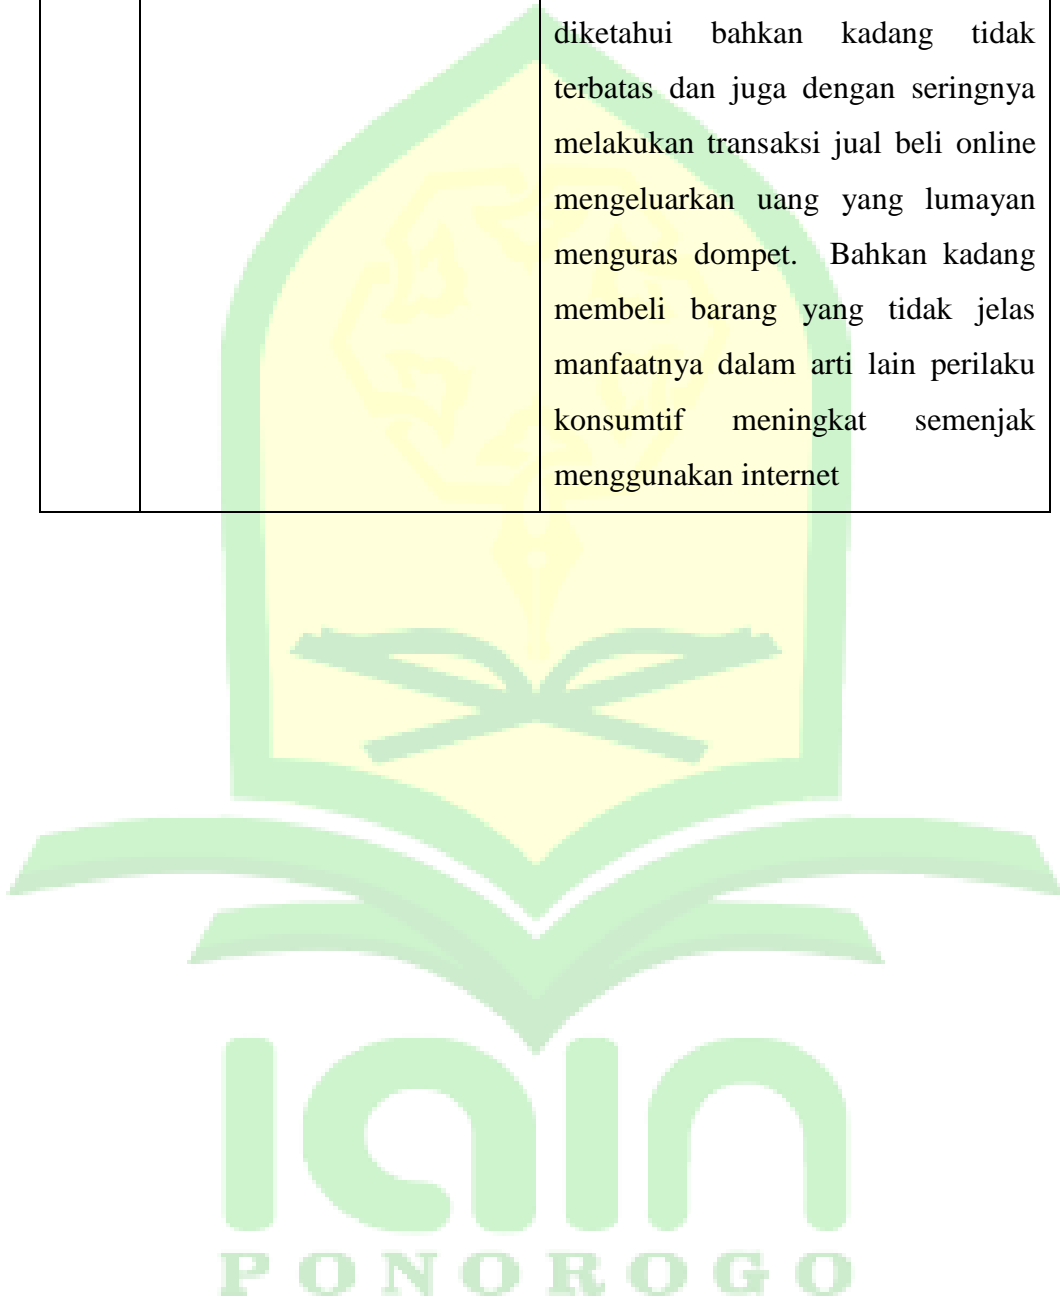 diketahui bahkan kadang tidak
terbatas dan juga dengan seringnya
melakukan transaksi jual beli online
mengeluarkan uang yang lumayan
menguras dompet. Bahkan kadang
membeli barang yang tidak jelas
manfaatnya dalam arti lain perilaku
konsumtif meningkat semenjak
menggunakan internet
iain
PONOROGO